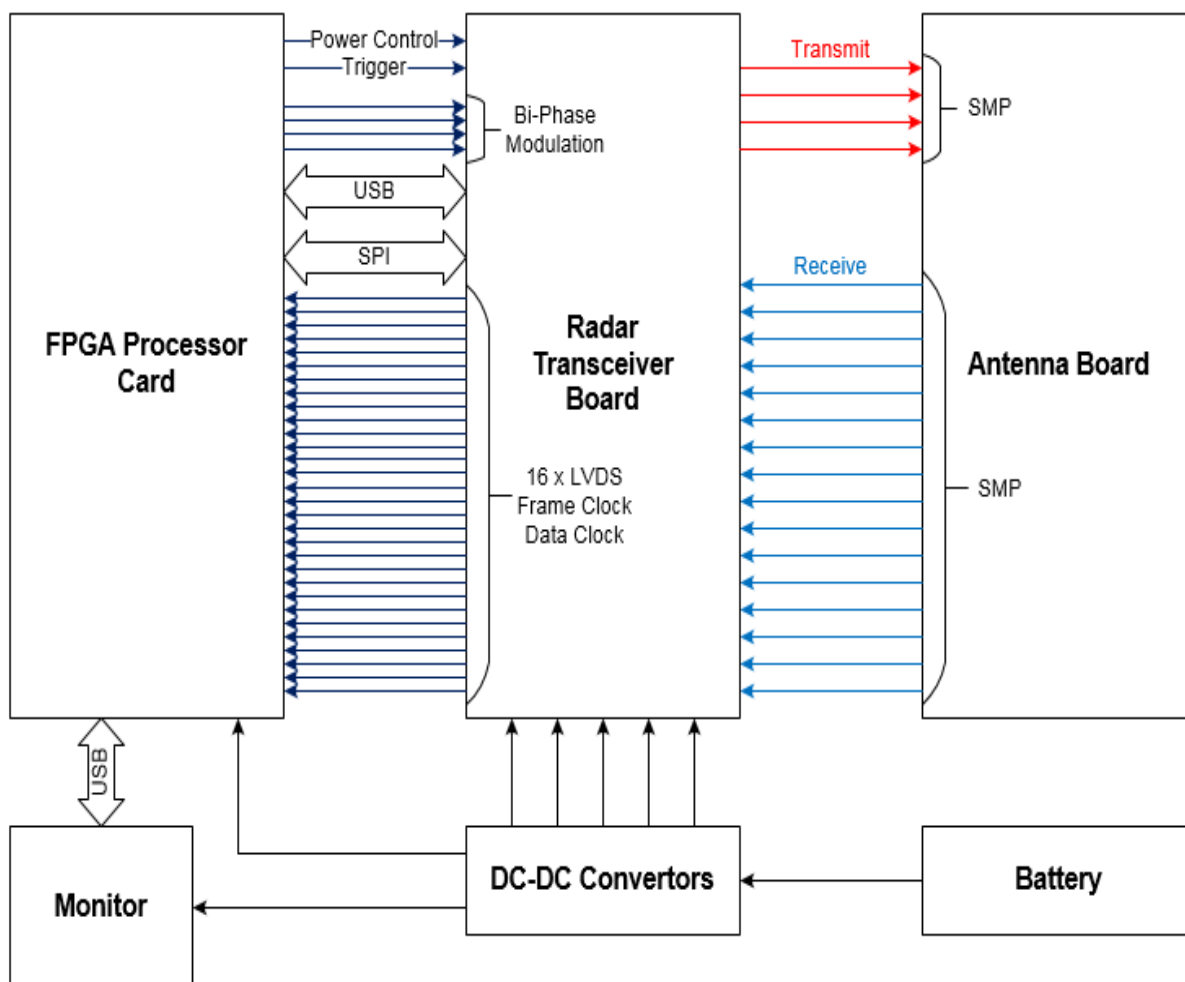 Power Control
Trigger
Bi-Phase
Modulation
USB
SPI
FPGA Processor
Card
16 x LVDS
Frame Clock
Data Clock
Radar
Transceiver
Board
Transmit
SMP
Receive
Antenna Board
SMP
USB
Monitor
DC-DC Convertors
Battery